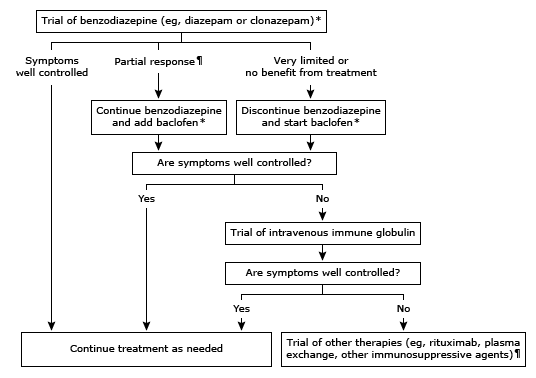 Trial of benzodiazepine (eg, diazepam or clonazepam)*
Symptoms
well controlled
Partial response¶
Very limited or
no benefit from treatment
Continue benzodiazepine
and add baclofen*
Discontinue benzodiazepine
and start baclofen*
Are symptoms well controlled?
Yes
No
Trial of intravenous immune globulin
Are symptoms well controlled?
Yes
No
Continue treatment as needed
Trial of other therapies (eg, rituximab, plasma
exchange, other immunosuppressive agents)¶